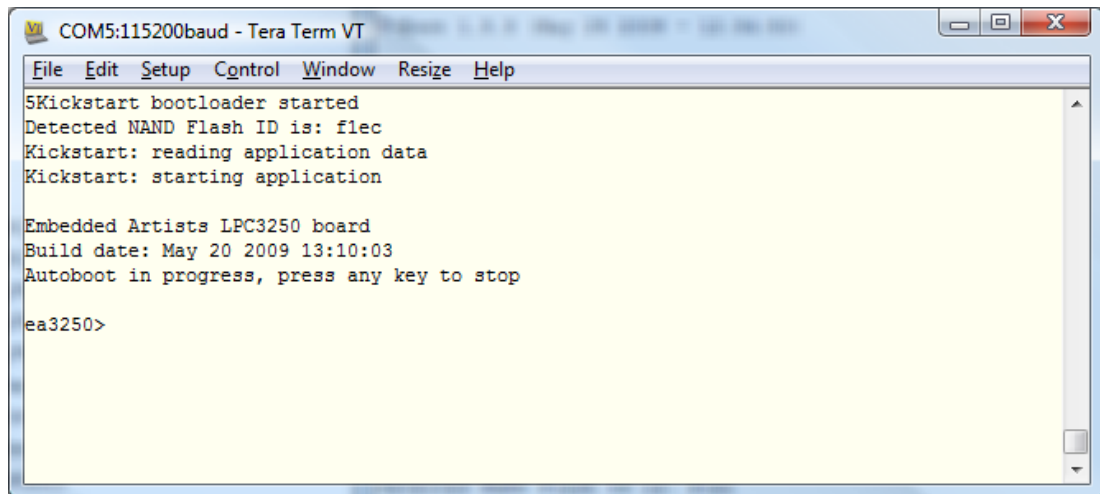 COM5:115200baud - Tera Term VT
File Edit Setup Control Window Resize Help
5Kickstart bootloader started
Detected NAND Flash ID is: f1ec
Kickstart: reading application data
Kickstart: starting application
Embedded Artists LPC3250 board
Build date: May 20 2009 13:10:03
Autoboot in progress, press any key to stop
ea3250>